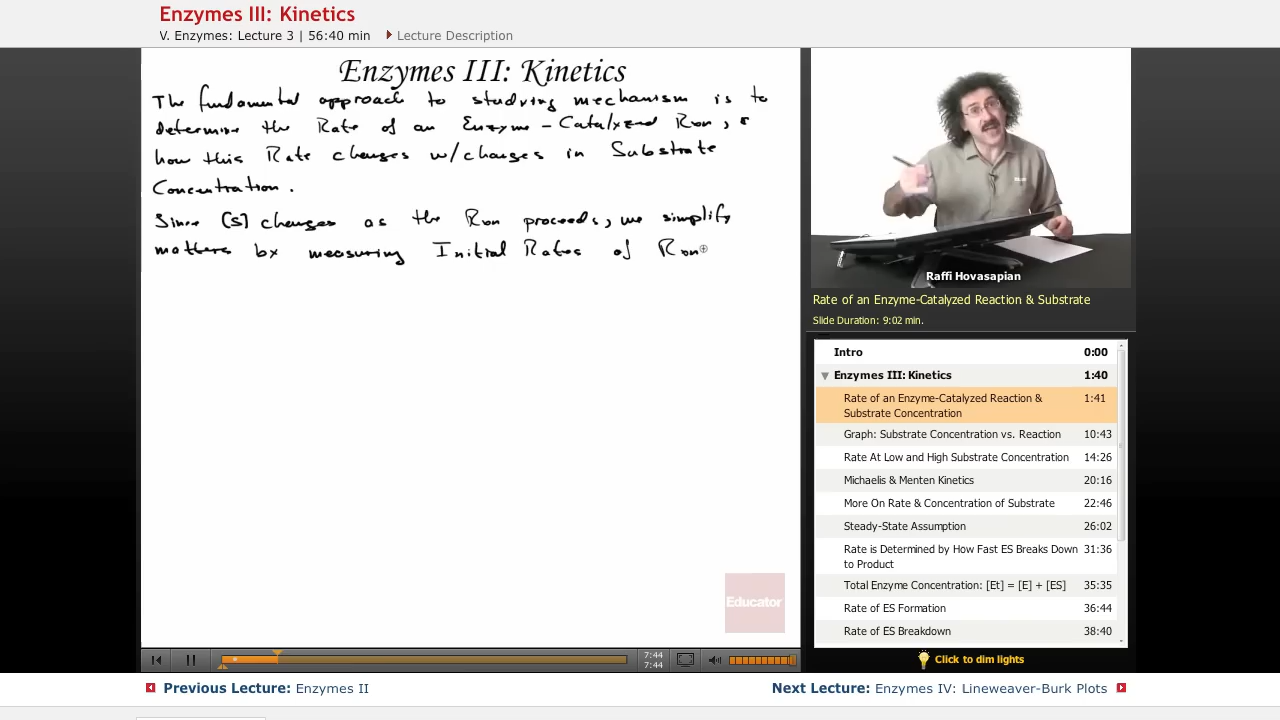 Enzymes III: Kinetics
V. Enzymes: Lecture 3 | 56:40 min Lecture Description
Enzymes III: Kinetics
The fundamental approach to studying mechanism is to
determine the Rate of an Enzyme-Catalyzed Rxn, &
how this Rate changes w/changes in Substrate
Concentration.
Since [S] changes as the Rxn proceeds, we simplify
matters by measuring Initial Rates of Rxn
Educator
7:44
7:44
Raffi Hovasapian
Rate of an Enzyme-Catalyzed Reaction & Substrate
Slide Duration: 9:02 min.
Intro 0:00
Enzymes III: Kinetics 1:40
Rate of an Enzyme-Catalyzed Reaction & 1:41
Substrate Concentration
Graph: Substrate Concentration vs. Reaction 10:43
Rate At Low and High Substrate Concentration 14:26
Michaelis & Menten Kinetics 20:16
More On Rate & Concentration of Substrate 22:46
Steady-State Assumption 26:02
Rate is Determined by How Fast ES Breaks Down 31:36
to Product
Total Enzyme Concentration: [Et] = [E] + [ES] 35:35
Rate of ES Formation 36:44
Rate of ES Breakdown 38:40
Click to dim lights
Previous Lecture: Enzymes II
Next Lecture: Enzymes IV: Lineweaver-Burk Plots